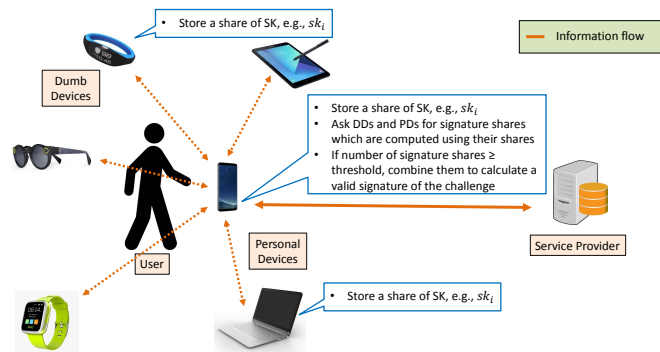 • Store a share of SK, e.g., sk_i
Information flow
Dumb
Devices
• Store a share of SK, e.g., sk_i
• Ask DDs and PDs for signature shares
which are computed using their shares
• If number of signature shares ≥
threshold, combine them to calculate a
valid signature of the challenge
User
Personal
Devices
Service Provider
• Store a share of SK, e.g., sk_i